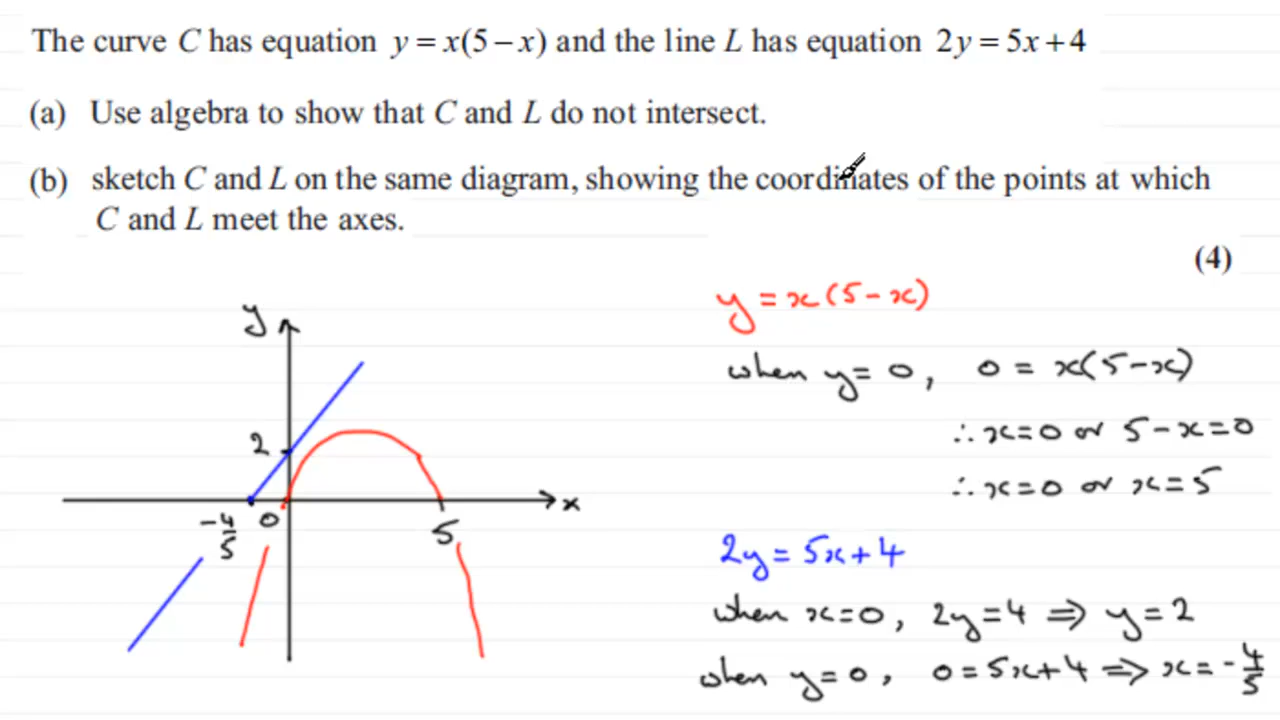 The curve C has equation y = x(5 − x) and the line L has equation 2y = 5x + 4
(a) Use algebra to show that C and L do not intersect.
(b) sketch C and L on the same diagram, showing the coordinates of the points at which
C and L meet the axes.
(4)
y
2
-4/5
0
5
x
y = x(5 - x)
when y = 0, 0 = x(5 - x)
∴ x = 0 or 5 - x = 0
∴ x = 0 or x = 5
2y = 5x + 4
when x = 0, 2y = 4 ⇒ y = 2
when y = 0, 0 = 5x + 4 ⇒ x = -4/5